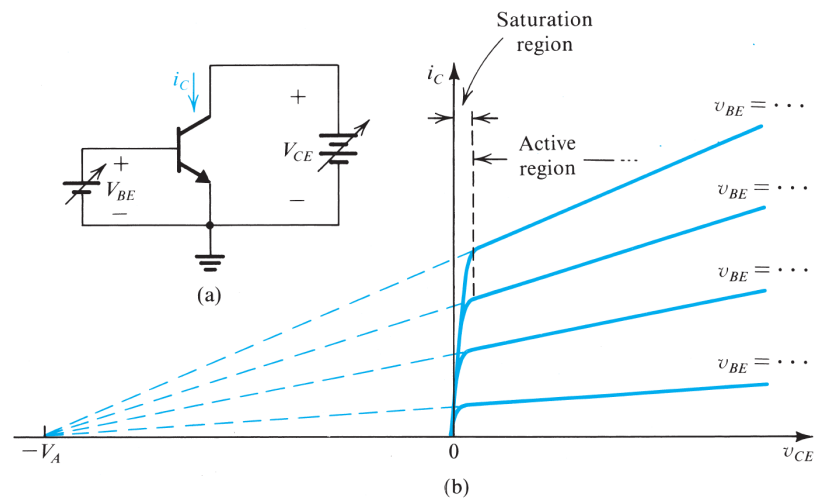 Saturation
region
i_C
+
V_CE
−
+
V_BE
−
(a)
i_C
Active
region
...
v_BE = · · ·
v_BE = · · ·
v_BE = · · ·
v_BE = · · ·
−V_A
0
v_CE
(b)